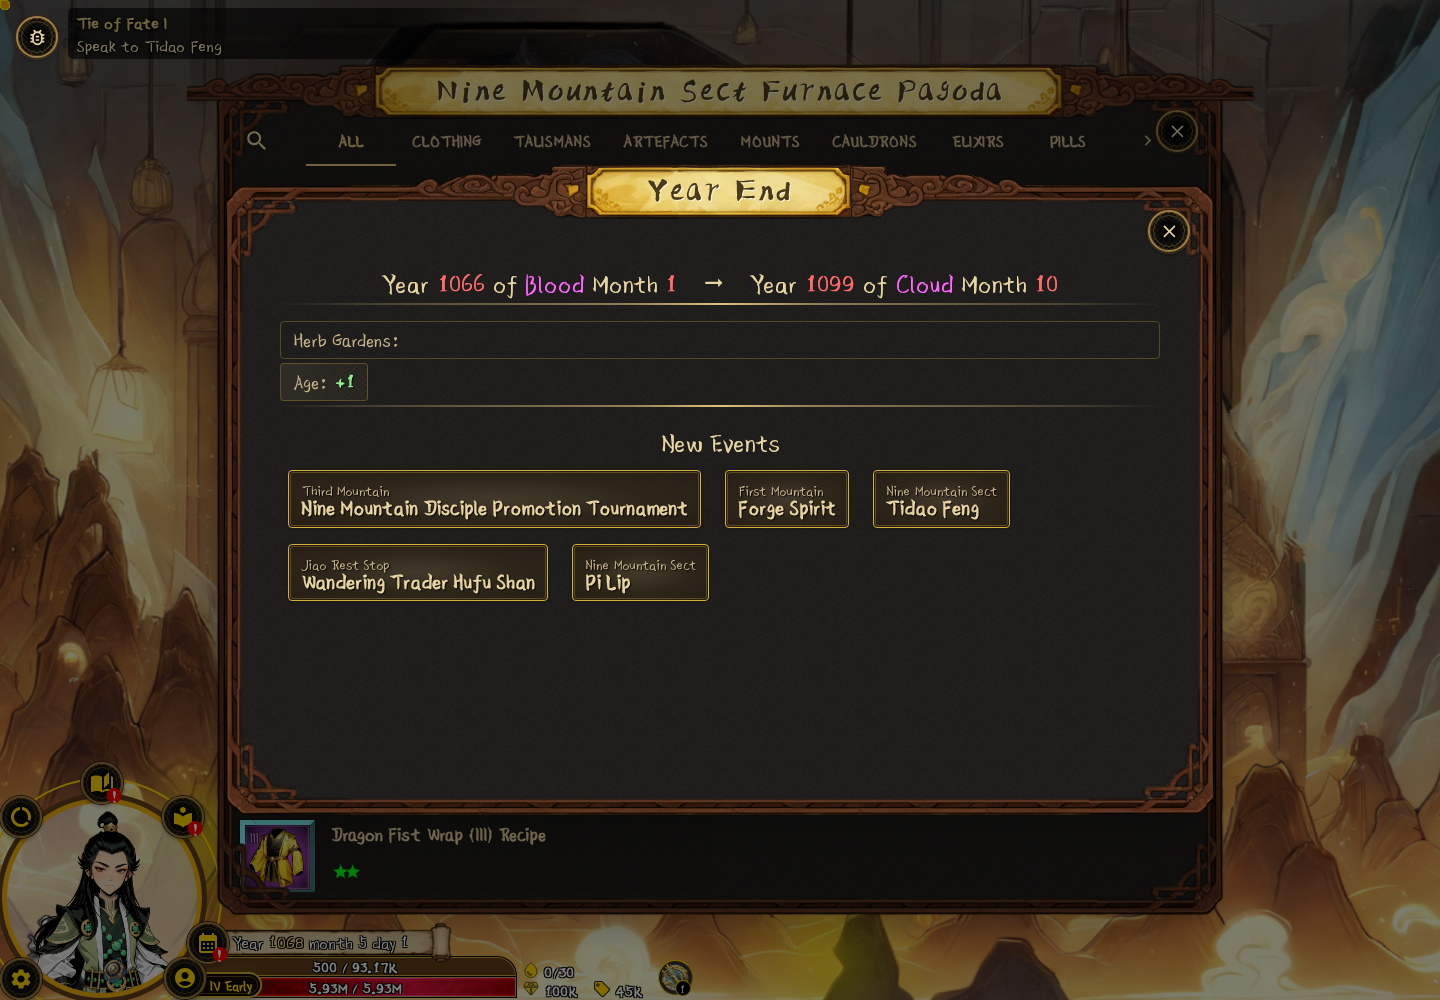 Tie of Fate I
Speak to Tidao Feng
Nine Mountain Sect Furnace Pagoda
ALL CLOTHING TALISMANS ARTEFACTS MOUNTS CAULDRONS ELIXIRS PILLS
Year End
Year 1066 of Blood Month 1 → Year 1099 of Cloud Month 10
Herb Gardens:
Age: +1
New Events
Third Mountain
Nine Mountain Disciple Promotion Tournament
First Mountain
Forge Spirit
Nine Mountain Sect
Tidao Feng
Jiao Rest Stop
Wandering Trader Hufu Shan
Nine Mountain Sect
Pi Lip
III
Dragon Fist Wrap (III) Recipe
Year 1068 month 5 day 1
500 / 93.17K
IV Early
5.93M / 5.93M
0/30
100K
45K
f